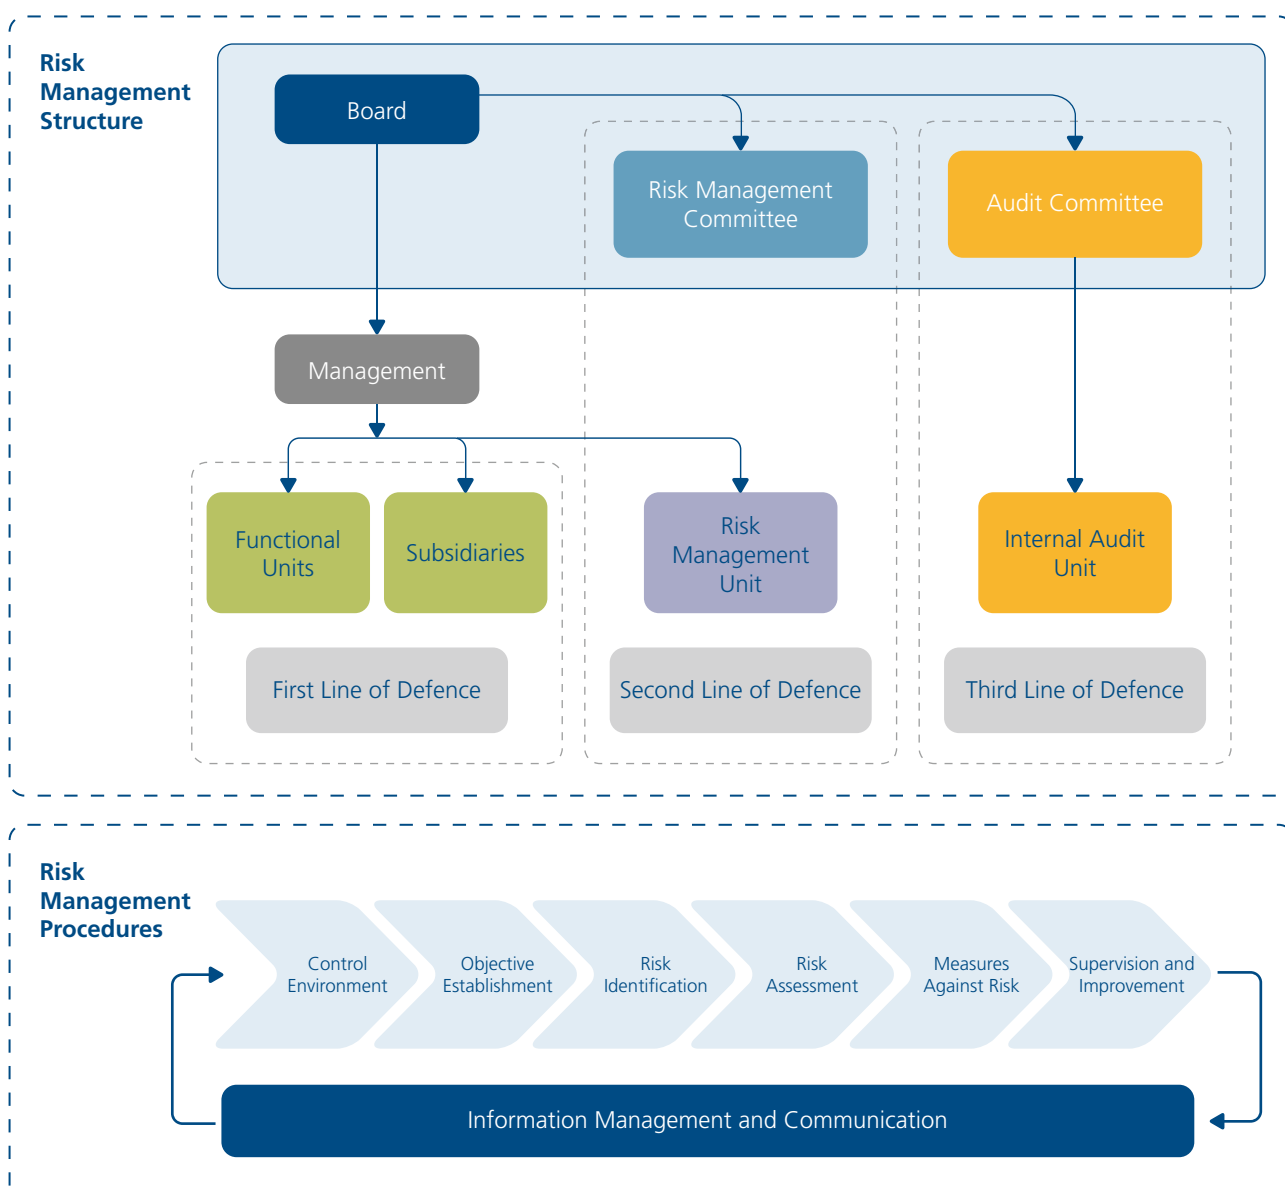 Risk
Management
Structure
Board
Risk Management
Committee
Audit Committee
Management
Functional
Units
Subsidiaries
Risk
Management
Unit
Internal Audit
Unit
First Line of Defence
Second Line of Defence
Third Line of Defence
Risk
Management
Procedures
Control
Environment
Objective
Establishment
Risk
Identification
Risk
Assessment
Measures
Against Risk
Supervision and
Improvement
Information Management and Communication